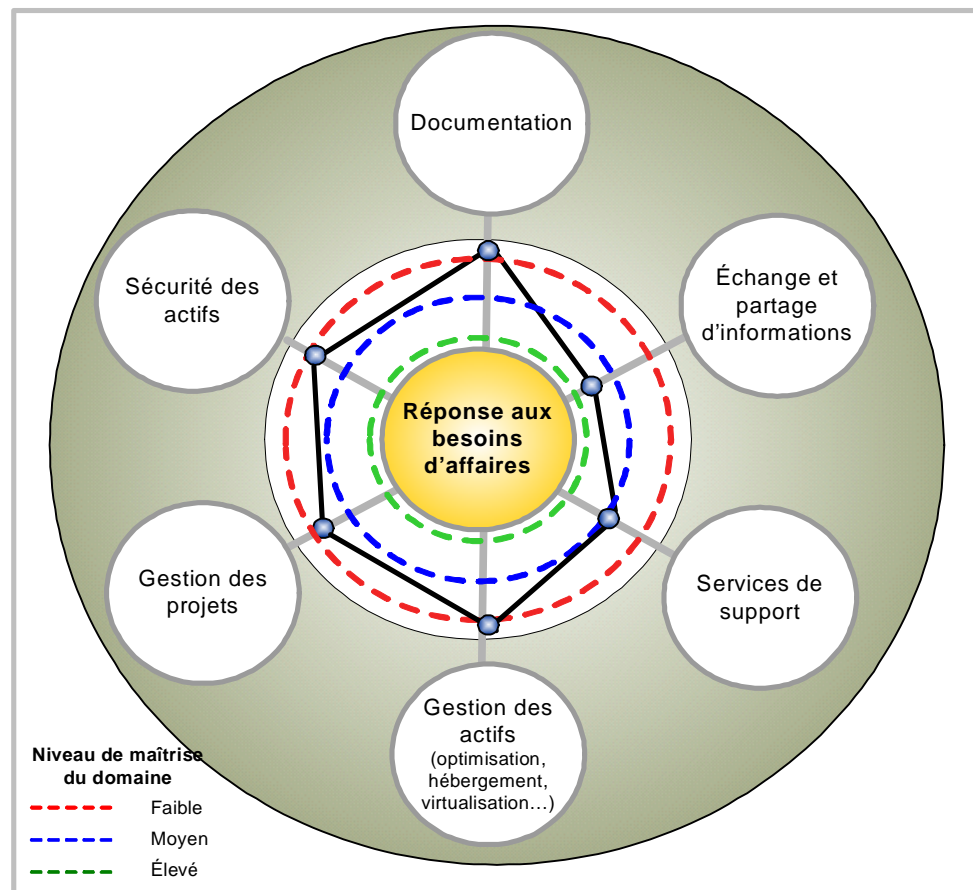 Documentation
Sécurité des
actifs
Échange et
partage
d'informations
Réponse aux
besoins
d'affaires
Gestion des
projets
Services de
support
Gestion des
actifs
(optimisation,
hébergement,
virtualisation…)
Niveau de maîtrise
du domaine
Faible
Moyen
Élevé